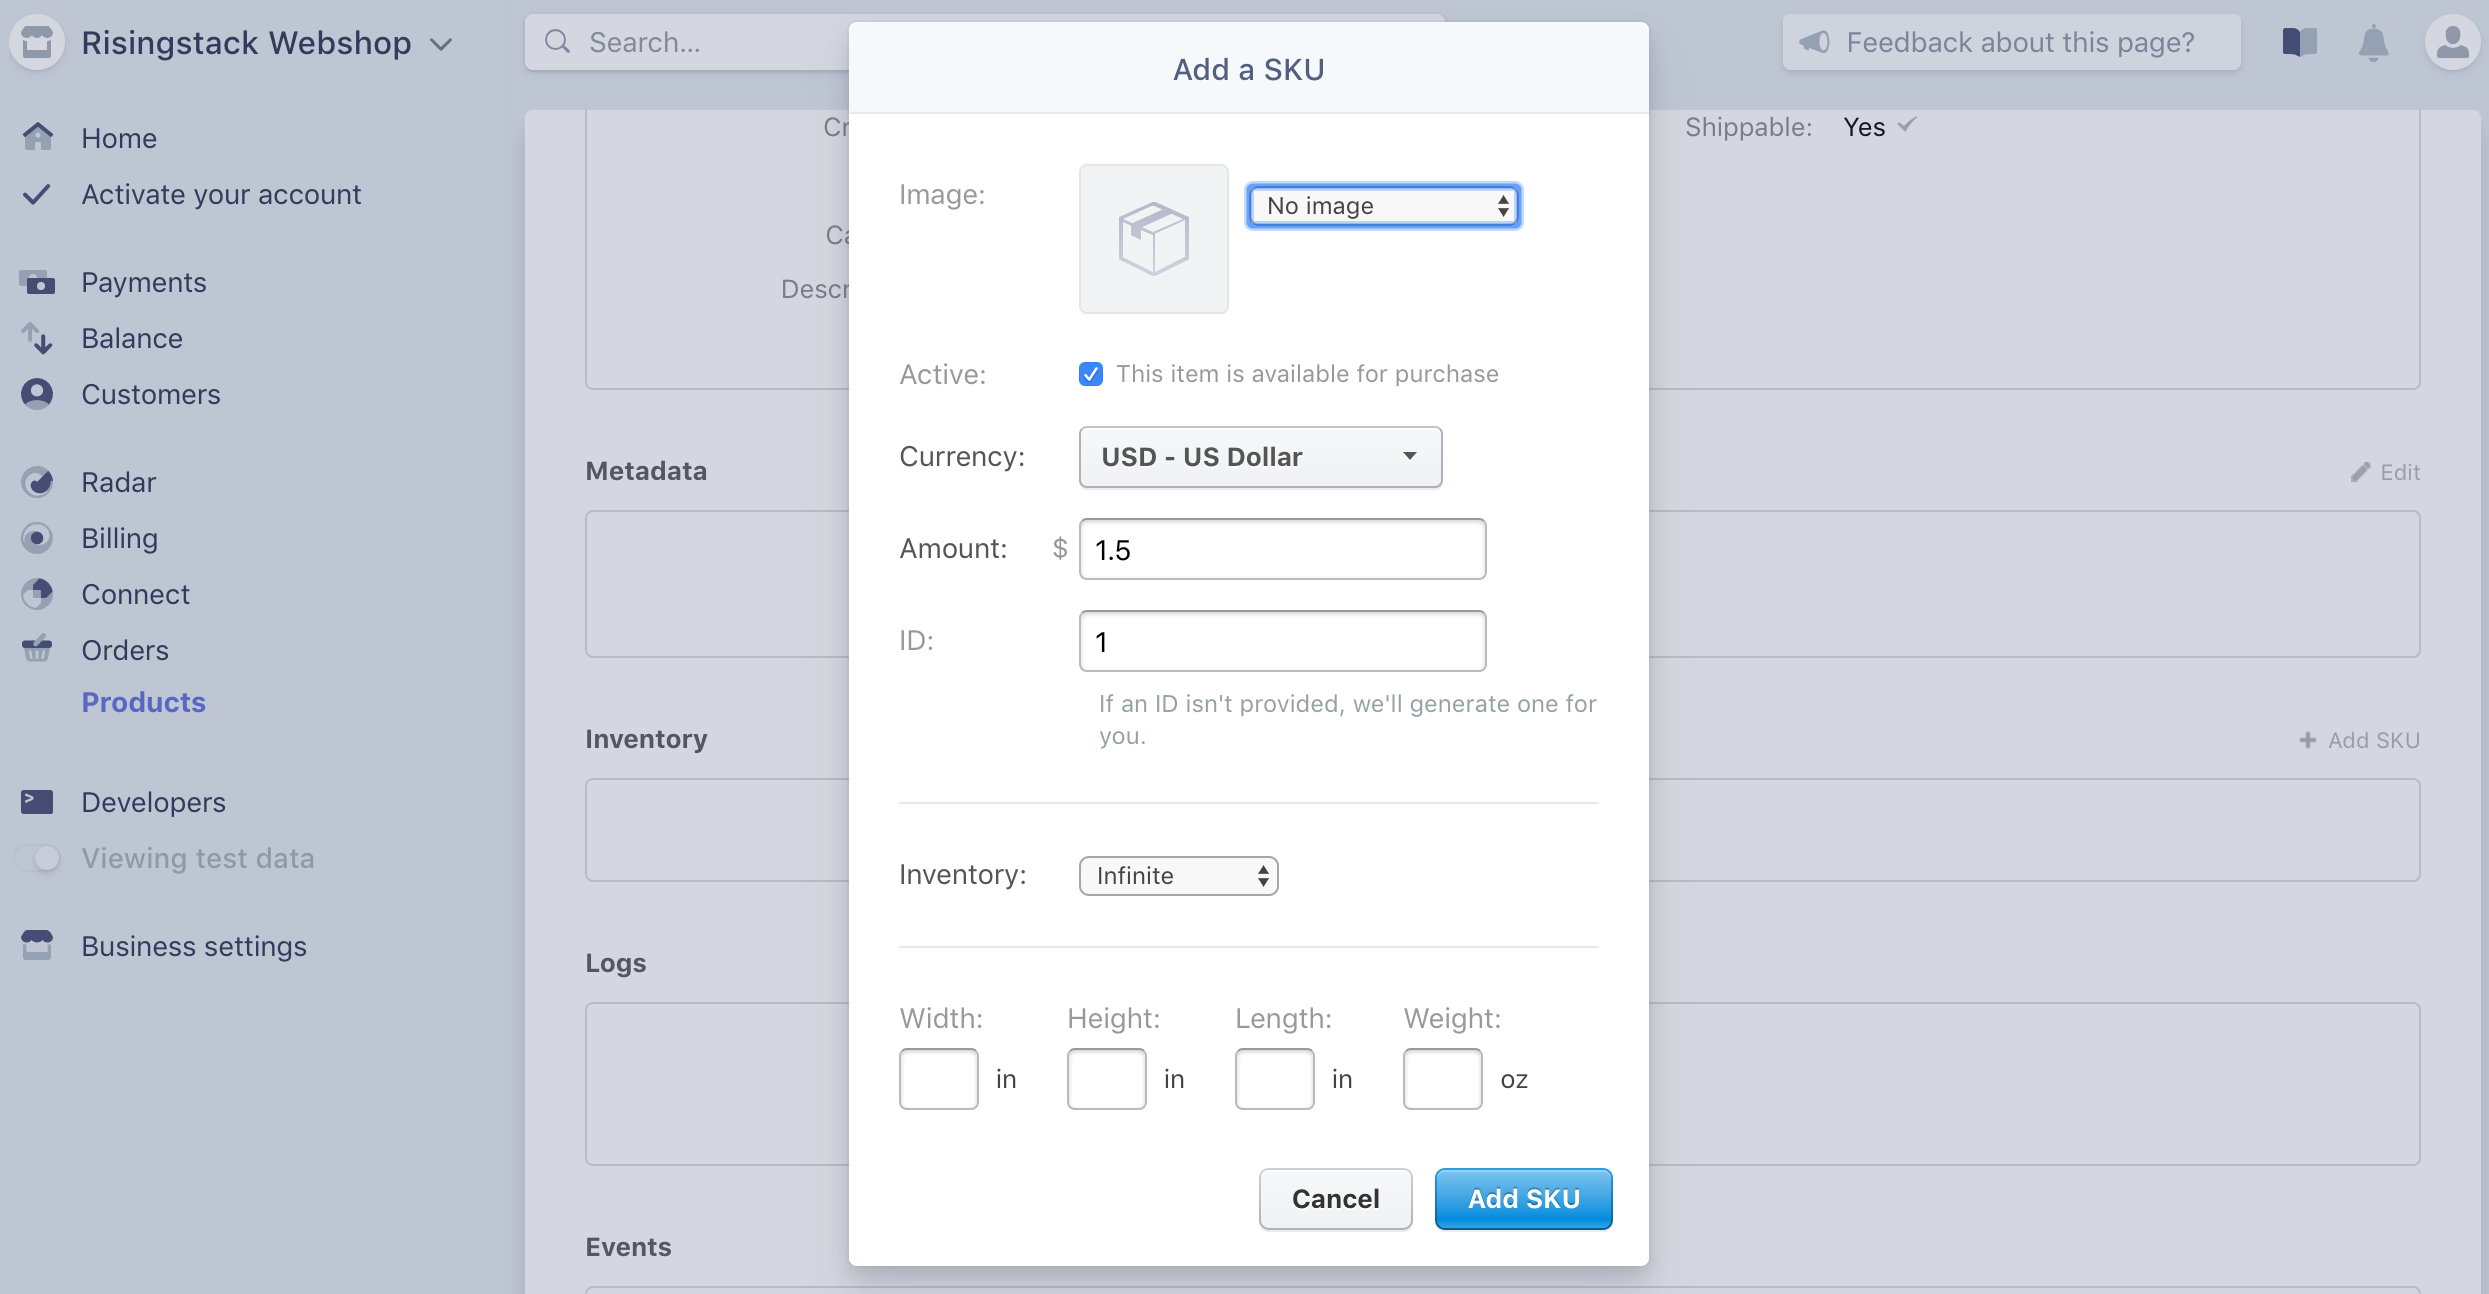 Risingstack Webshop
Search...
Feedback about this page?
Home
Activate your account
Payments
Balance
Customers
Radar
Billing
Connect
Orders
Products
Developers
Viewing test data
Business settings
Shippable: Yes
Metadata
Edit
Inventory
+ Add SKU
Logs
Events
Add a SKU
Image:
No image
Active:
This item is available for purchase
Currency:
USD - US Dollar
Amount:
$ 1.5
ID:
1
If an ID isn't provided, we'll generate one for
you.
Inventory:
Infinite
Width: Height: Length: Weight:
in in in oz
Cancel Add SKU